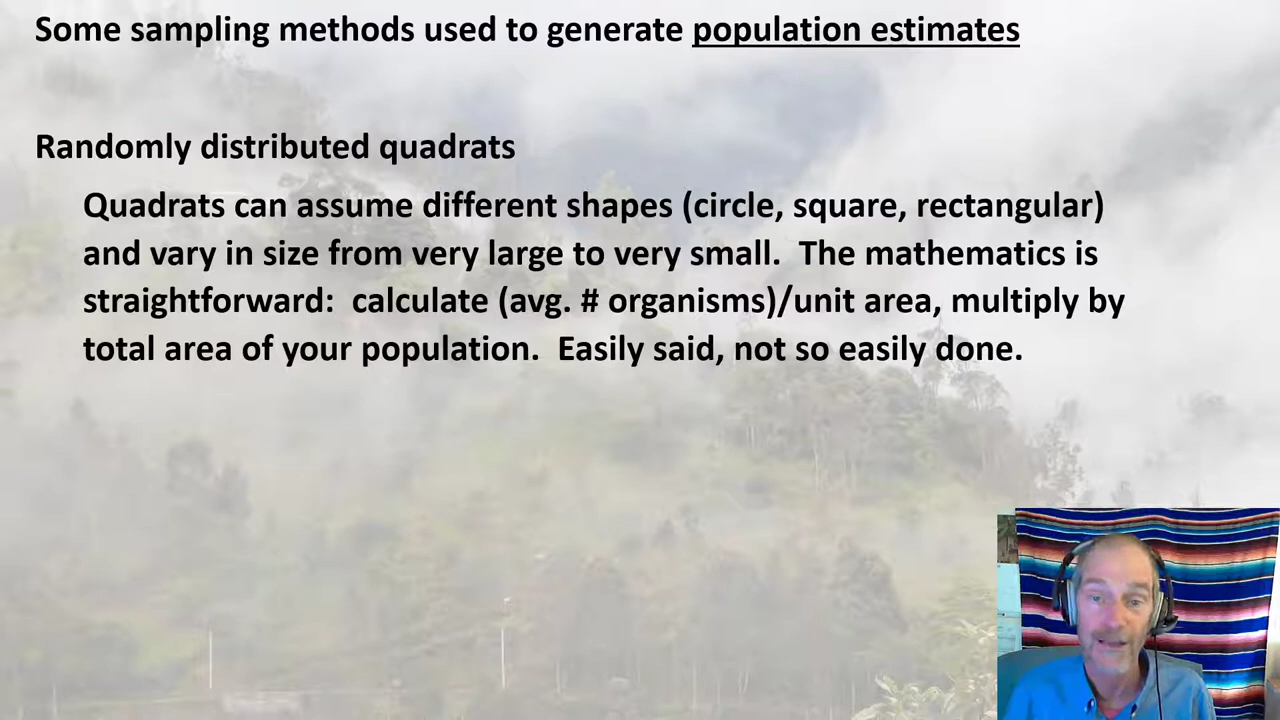 Some sampling methods used to generate population estimates
Randomly distributed quadrats
Quadrats can assume different shapes (circle, square, rectangular)
and vary in size from very large to very small.  The mathematics is
straightforward:  calculate (avg. # organisms)/unit area, multiply by
total area of your population.  Easily said, not so easily done.